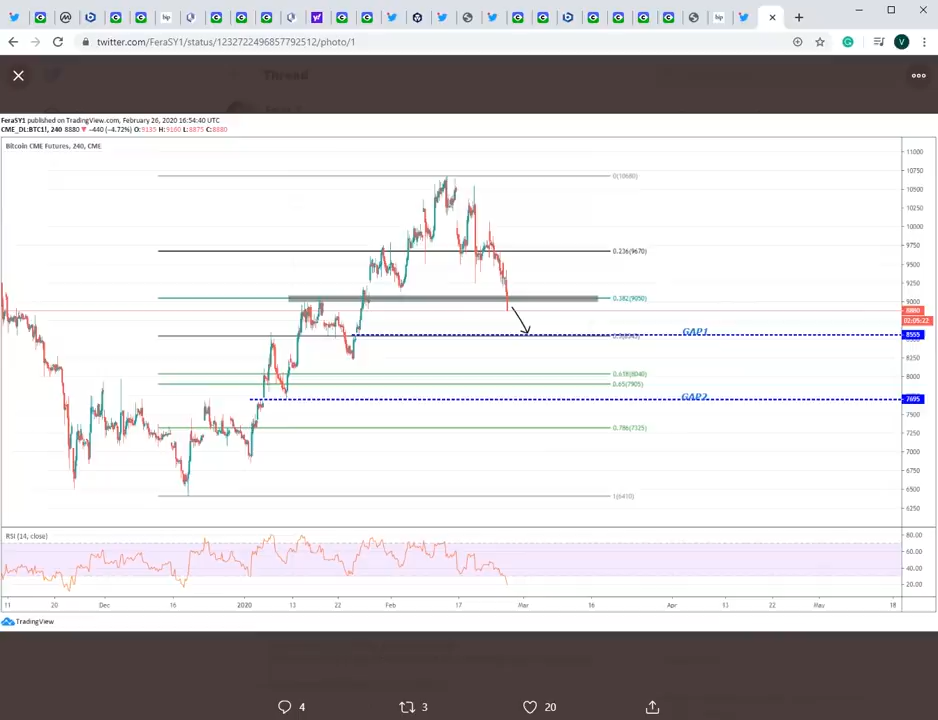 twitter.com/FeraSY1/status/1232722496857792512/photo/1
V
Thread
FeraSY1 published on TradingView.com, February 26, 2020 16:54:40 UTC
CME_DL:BTC1!, 240 8880 ▼ −440 (−4.72%) O:9135 H:9160 L:8875 C:8880
Bitcoin CME Futures, 240, CME
11000
0(10680)
10750
10500
10250
10000
9750
0.236(9670)
9500
9250
0.382(9050)
9000
8880
02:05:22
GAP1
8555
8250
0.618(8040)
8000
0.65(7905)
GAP2
7695
7500
0.786(7325)
7250
7000
6750
6500
1(6410)
6250
RSI (14, close)
80.00
60.00
40.00
20.00
11 20 Dec 16 2020 13 22 Feb 17 Mar 16 Apr 13 22 May 18
TradingView
4 3 20